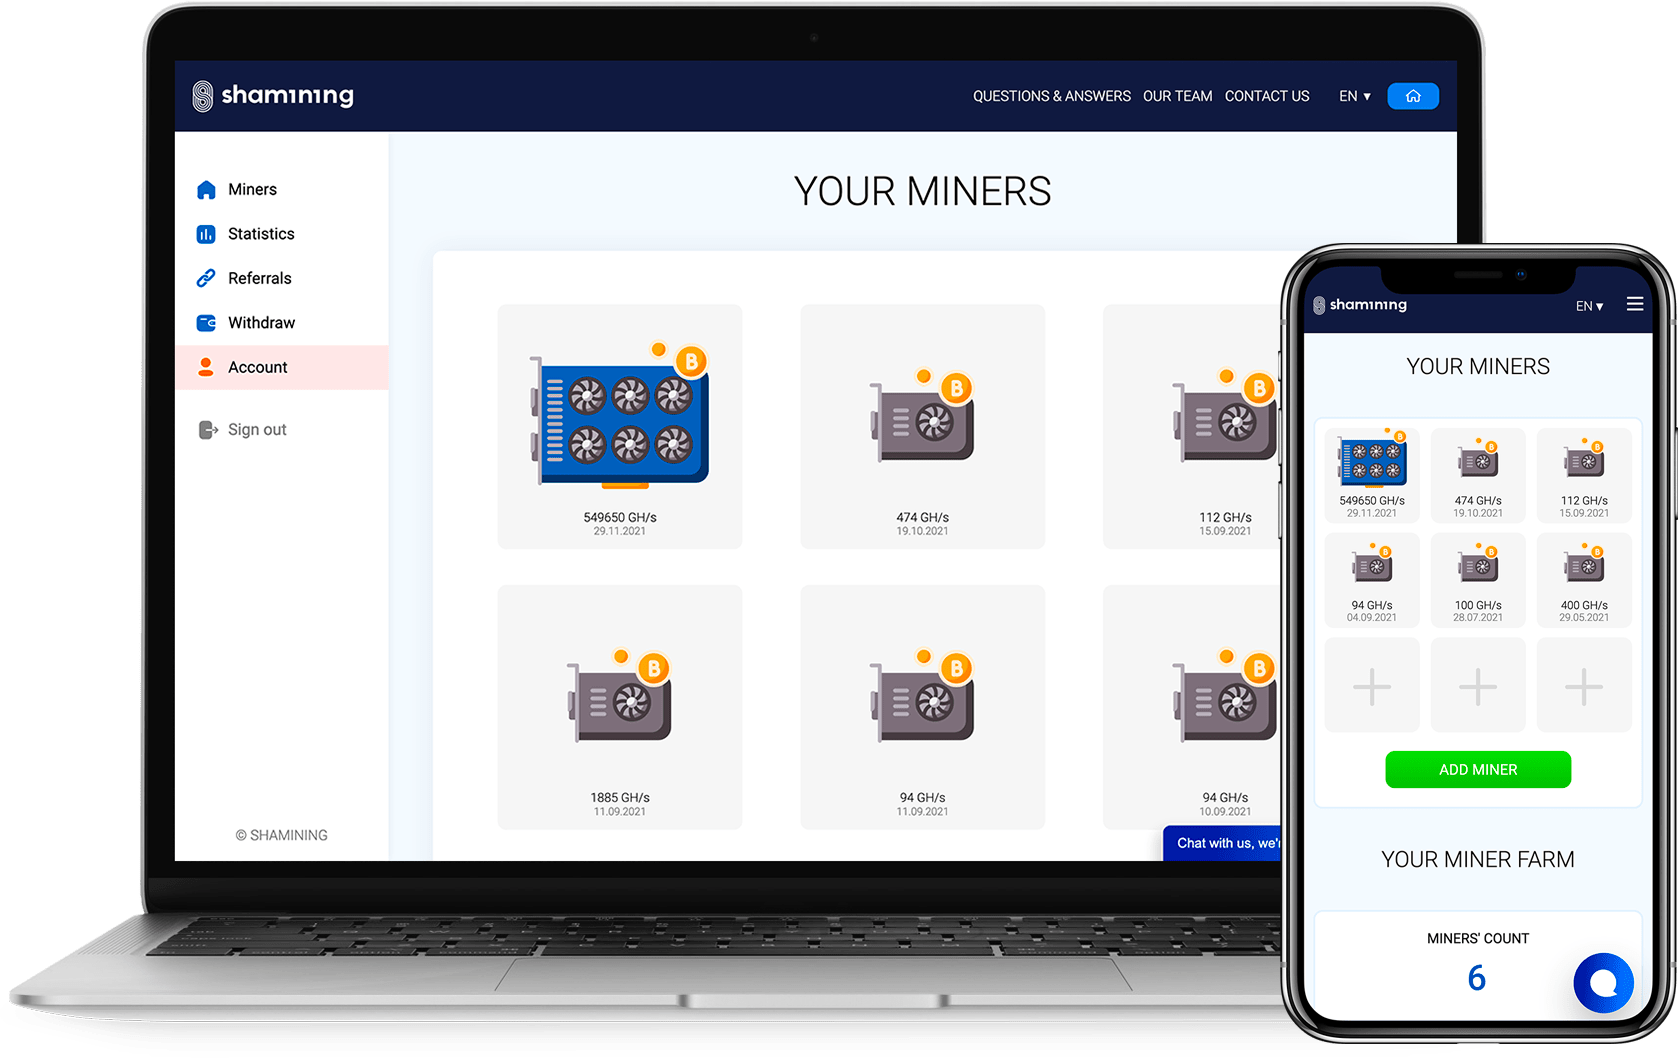 shamining
QUESTIONS & ANSWERS OUR TEAM CONTACT US EN ▾
Miners
Statistics
Referrals
Withdraw
Account
Sign out
© SHAMINING
YOUR MINERS
549650 GH/s
29.11.2021
474 GH/s
19.10.2021
112 GH/s
15.09.2021
1885 GH/s
11.09.2021
94 GH/s
11.09.2021
94 GH/s
10.09.2021
Chat with us, we'r
shamining
EN ▾
YOUR MINERS
549650 GH/s
29.11.2021
474 GH/s
19.10.2021
112 GH/s
15.09.2021
94 GH/s
04.09.2021
100 GH/s
28.07.2021
400 GH/s
29.05.2021
ADD MINER
YOUR MINER FARM
MINERS' COUNT
6